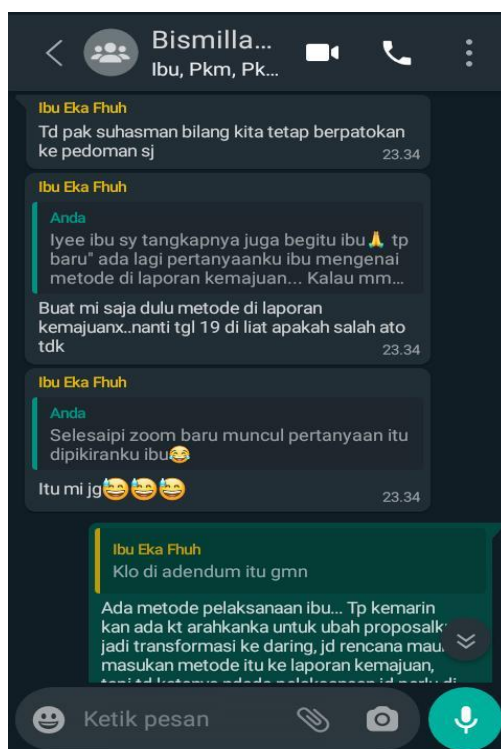 Bismilla...
Ibu, Pkm, Pk...
Ibu Eka Fhuh
Td pak suhasman bilang kita tetap berpatokan
ke pedoman sj
23.34
Ibu Eka Fhuh
Anda
Iyee ibu sy tangkapnya juga begitu ibu🙏 tp
baru" ada lagi pertanyaanku ibu mengenai
metode di laporan kemajuan... Kalau mm...
Buat mi saja dulu metode di laporan
kemajuanx..nanti tgl 19 di liat apakah salah ato
tdk
23.34
Ibu Eka Fhuh
Anda
Selesaipi zoom baru muncul pertanyaan itu
dipikiranku ibu😂
Itu mi jg😅😅😅
23.34
Ibu Eka Fhuh
Klo di adendum itu gmn
Ada metode pelaksanaan ibu... Tp kemarin
kan ada kt arahkanka untuk ubah proposalk
jadi transformasi ke daring, jd rencana mau
masukan metode itu ke laporan kemajuan,
Ketik pesan